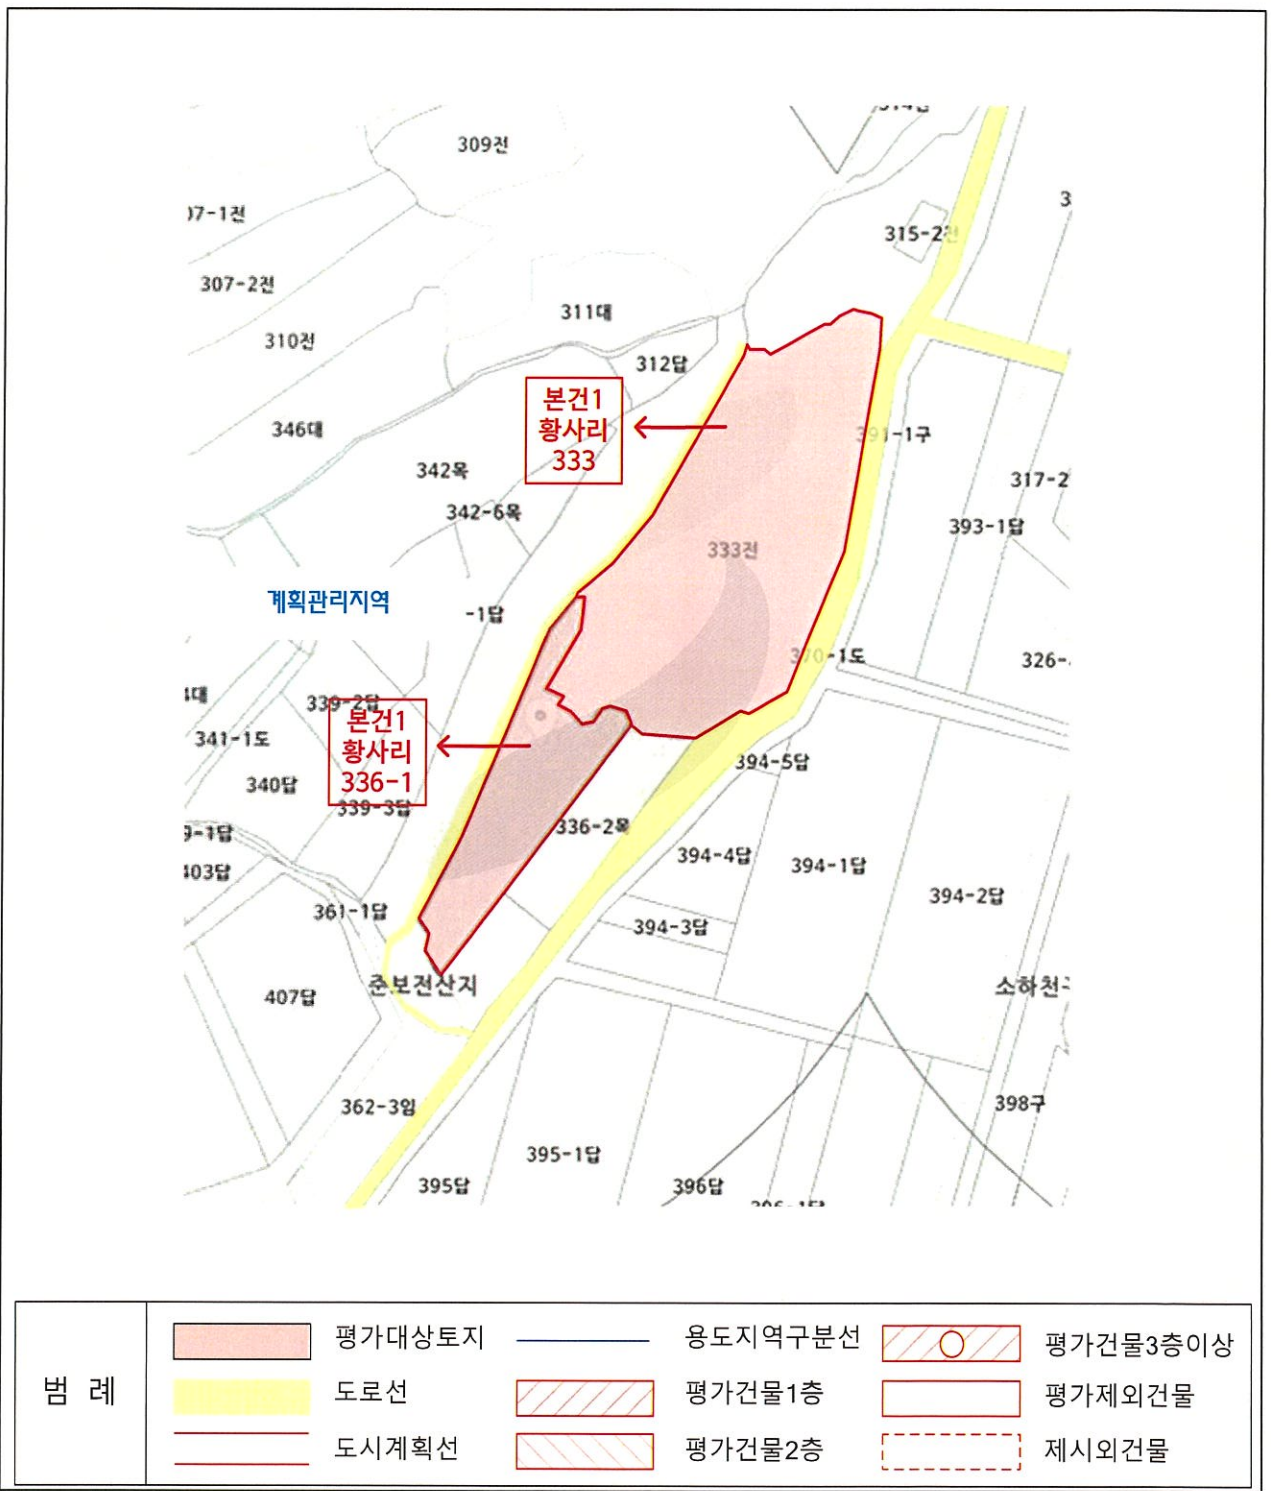 309전
315-2전
307-2전
311대
310전
312답
본건1
황사리
333
346대
391-1구
342목
317-2
342-6목
393-1답
333전
계획관리지역
-1답
370-1도
326-
339-2답
본건1
황사리
336-1
341-1도
394-5답
340답
339-3답
336-2목
9-1답
394-4답
394-1답
403답
394-2답
361-1답
394-3답
준보전산지
407답
소하천구
398구
362-3임
395-1답
395답
396답
범 례
평가대상토지
용도지역구분선
평가건물3층이상
도로선
평가건물1층
평가제외건물
도시계획선
평가건물2층
제시외건물